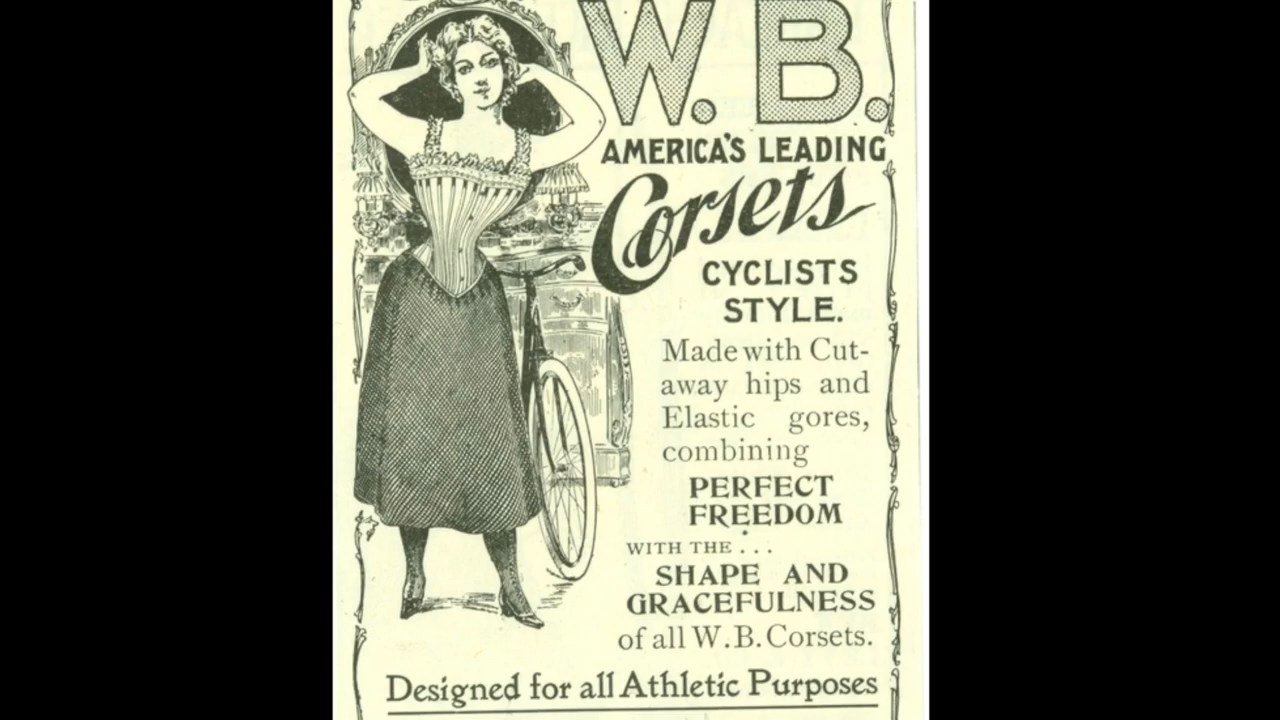 W. B.
AMERICA'S LEADING
Corsets
CYCLISTS
STYLE.
Made with Cut-
away hips and
Elastic gores,
combining
PERFECT
FREEDOM
WITH THE . . .
SHAPE AND
GRACEFULNESS
of all W. B. Corsets.
Designed for all Athletic Purposes